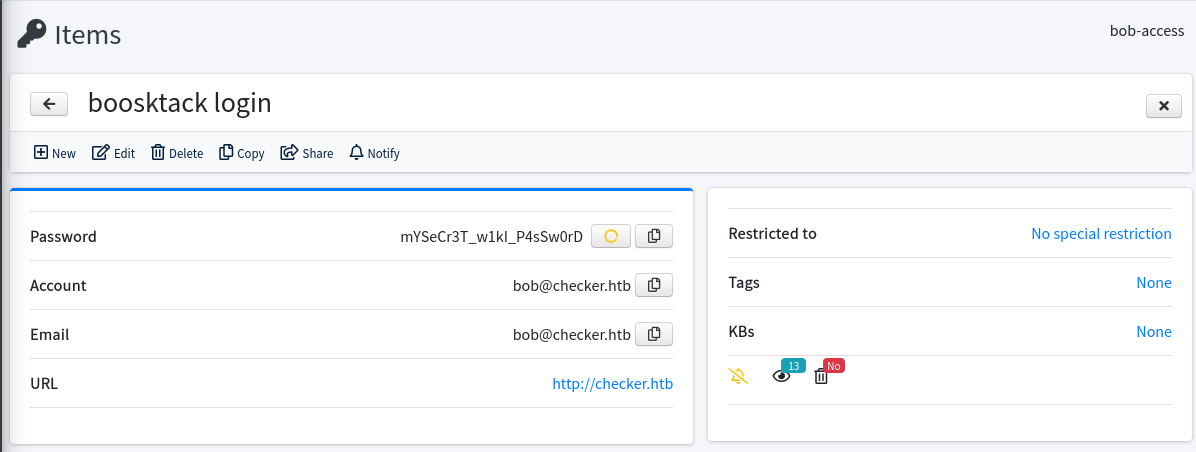 Items
bob-access
boosktack login
New Edit Delete Copy Share Notify
Password mYSeCr3T_w1kI_P4sSw0rD
Account bob@checker.htb
Email bob@checker.htb
URL http://checker.htb
Restricted to No special restriction
Tags None
KBs None
13 No